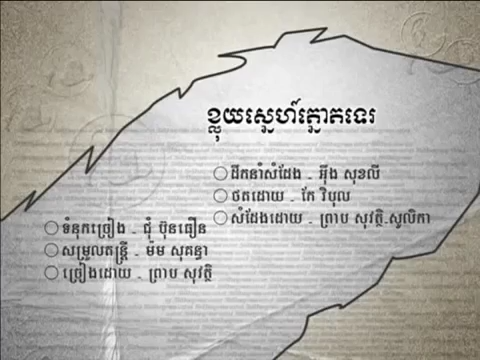 ខ្លុយស្នេហ៍ត្នោតទេរ
ដឹកនាំសំដែង - អ៊ឹង សុខលី
ថតដោយ - កែ វិបុល
សំដែងដោយ - ព្រាប សុវត្ថិ.សូលិកា
ទំនុកច្រៀង - ជុំ ប៊ុនធឿន
សម្រួលតន្ត្រី - ម៉ម សុគន្ធា
ច្រៀងដោយ - ព្រាប សុវត្ថិ